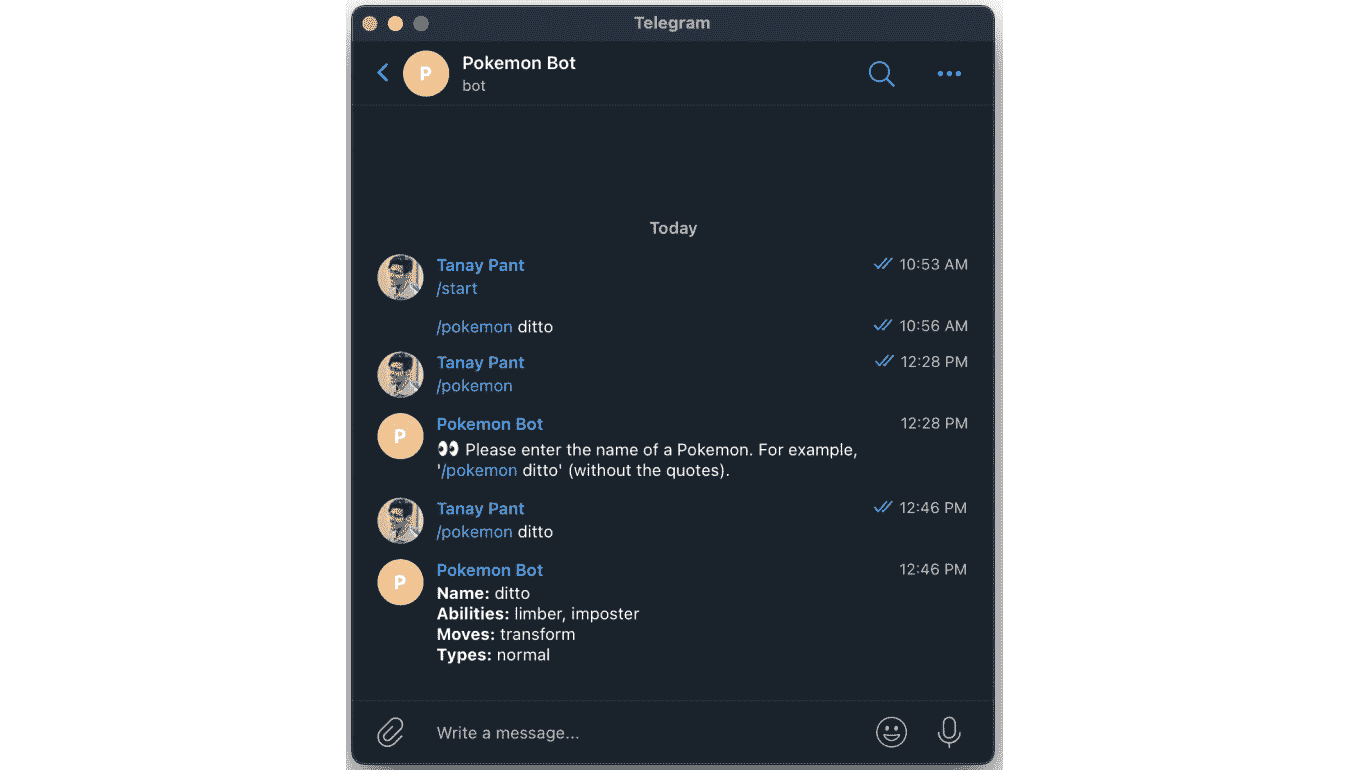 Telegram
P
Pokemon Bot
bot
Today
Tanay Pant 10:53 AM
/start
/pokemon ditto 10:56 AM
Tanay Pant 12:28 PM
/pokemon
P
Pokemon Bot 12:28 PM
👀 Please enter the name of a Pokemon. For example,
'/pokemon ditto' (without the quotes).
Tanay Pant 12:46 PM
/pokemon ditto
P
Pokemon Bot 12:46 PM
Name: ditto
Abilities: limber, imposter
Moves: transform
Types: normal
Write a message...